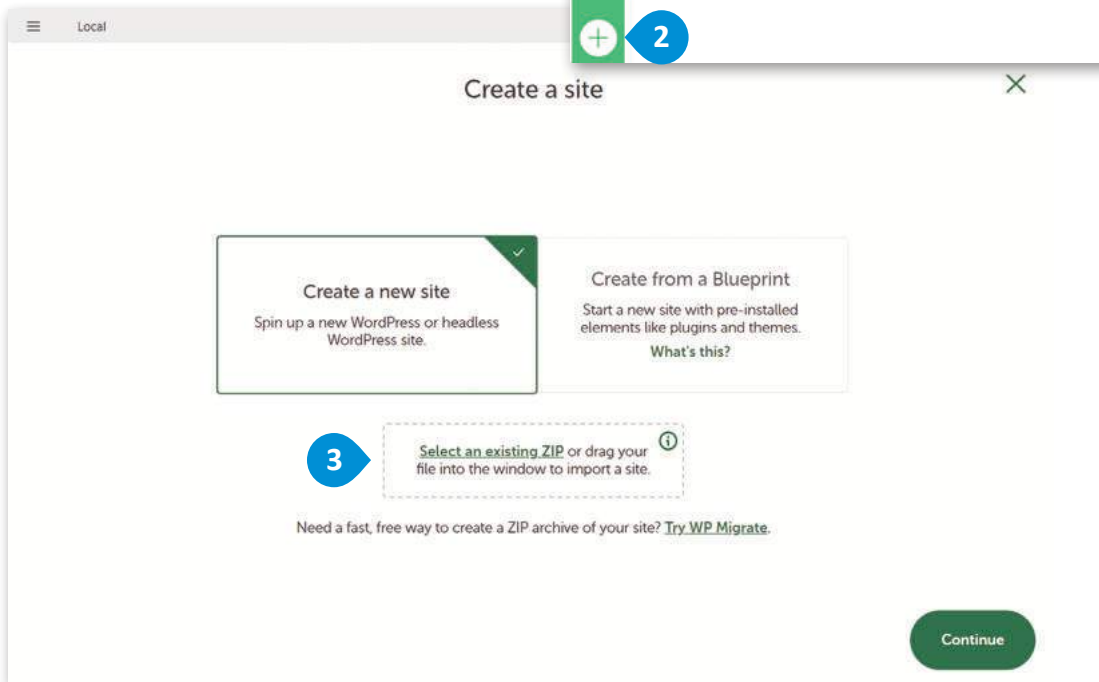 Local
2
Create a site
Create a new site
Spin up a new WordPress or headless
WordPress site.
Create from a Blueprint
Start a new site with pre-installed
elements like plugins and themes.
What's this?
3
Select an existing ZIP or drag your
file into the window to import a site.
Need a fast, free way to create a ZIP archive of your site? Try WP Migrate.
Continue